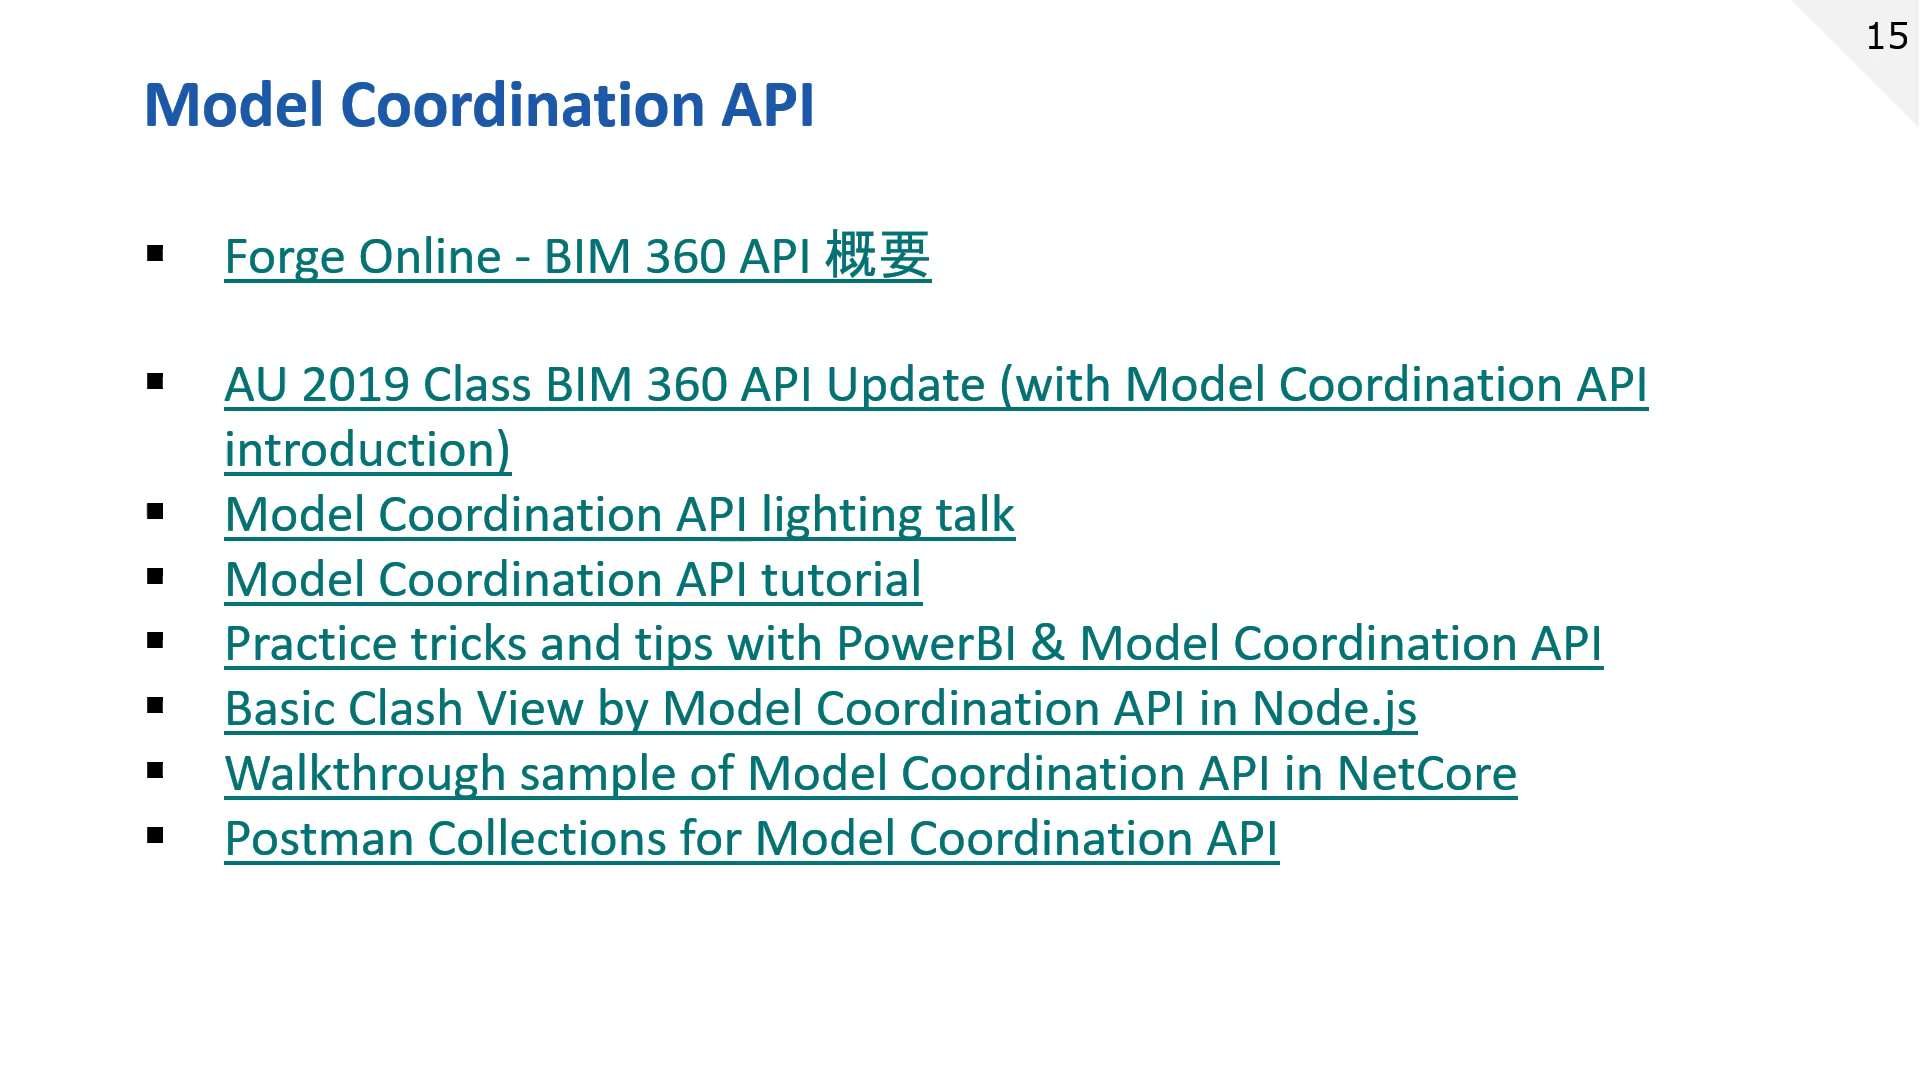 15
Model Coordination API
▪ Forge Online - BIM 360 API 概要
▪ AU 2019 Class BIM 360 API Update (with Model Coordination API
introduction)
▪ Model Coordination API lighting talk
▪ Model Coordination API tutorial
▪ Practice tricks and tips with PowerBI & Model Coordination API
▪ Basic Clash View by Model Coordination API in Node.js
▪ Walkthrough sample of Model Coordination API in NetCore
▪ Postman Collections for Model Coordination API